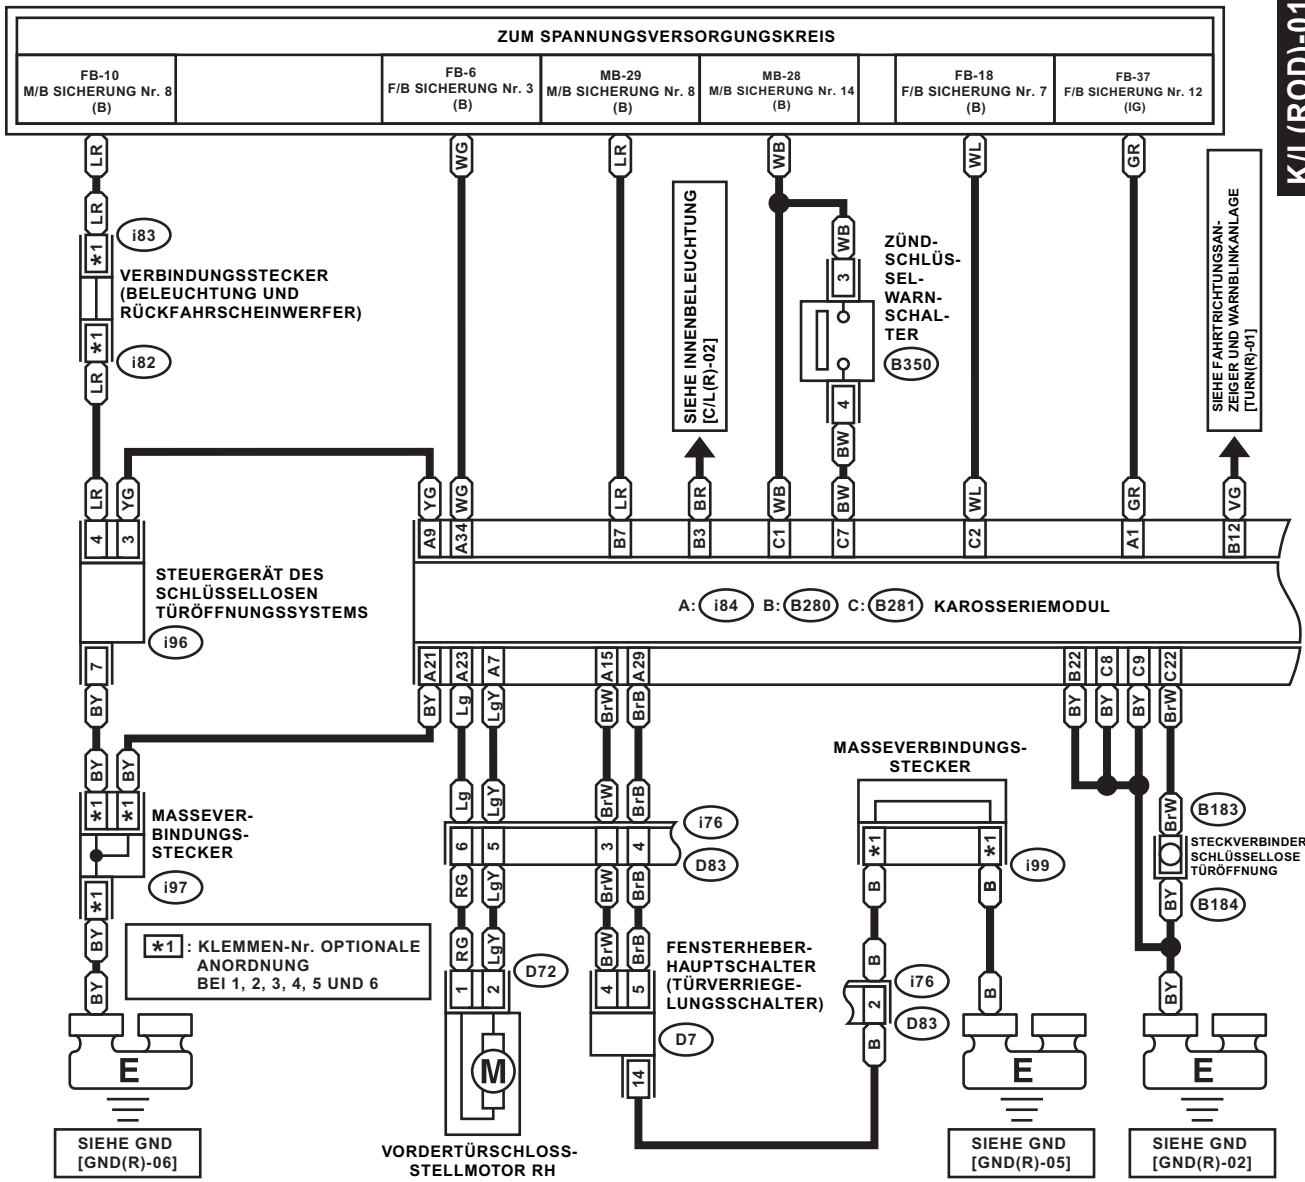 K/L(ROD)-01
ZUM SPANNUNGSVERSORGUNGSKREIS
FB-10
M/B SICHERUNG Nr. 8
(B)
FB-6
F/B SICHERUNG Nr. 3
(B)
MB-29
M/B SICHERUNG Nr. 8
(B)
MB-28
M/B SICHERUNG Nr. 14
(B)
FB-18
F/B SICHERUNG Nr. 7
(B)
FB-37
F/B SICHERUNG Nr. 12
(IG)
LR
WG
LR
WB
WL
GR
LR
*1
i83
VERBINDUNGSSTECKER
(BELEUCHTUNG UND
RÜCKFAHRSCHEINWERFER)
*1
i82
LR
SIEHE INNENBELEUCHTUNG
[C/L(R)-02]
WB
3
ZÜND-
SCHLÜS-
SEL-
WARN-
SCHAL-
TER
B350
4
BW
SIEHE FAHRTRICHTUNGSAN-
ZEIGER UND WARNBLINKANLAGE
[TURN(R)-01]
LR
YG
YG
WG
LR
BR
WB
BW
WL
GR
VG
4
3
A9
A34
B7
B3
C1
C7
C2
A1
B12
STEUERGERÄT DES
SCHLÜSSELLOSEN
TÜRÖFFNUNGSSYSTEMS
i96
A: i84 B: B280 C: B281 KAROSSERIEMODUL
7
A21
A23
A7
A15
A29
B22
C8
C9
C22
BY
BY
Lg
LgY
BrW
BrB
BY
BY
BY
BrW
BY
BY
*1
*1
MASSEVER-
BINDUNGS-
STECKER
i97
*1
BY
BY
Lg
LgY
BrW
BrB
6
5
3
4
i76
D83
RG
LgY
BrW
BrB
RG
LgY
BrW
BrB
1
2
D72
4
5
MASSEVERBINDUNGS-
STECKER
*1
*1
i99
B
B
BrW
B183
STECKVERBINDER
SCHLÜSSELLOSE
TÜRÖFFNUNG
BY
B184
*1 : KLEMMEN-Nr. OPTIONALE
ANORDNUNG
BEI 1, 2, 3, 4, 5 UND 6
FENSTERHEBER-
HAUPTSCHALTER
(TÜRVERRIEGE-
LUNGSSCHALTER)
D7
14
B
2
i76
D83
B
B
BY
M
E
E
E
VORDERTÜRSCHLOSS-
STELLMOTOR RH
SIEHE GND
[GND(R)-06]
SIEHE GND
[GND(R)-05]
SIEHE GND
[GND(R)-02]